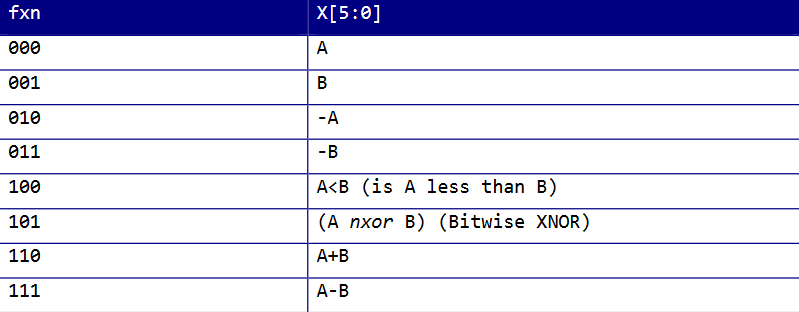 fxn X[5:0]
000 A
001 B
010 -A
011 -B
100 A<B (is A less than B)
101 (A nxor B) (Bitwise XNOR)
110 A+B
111 A-B